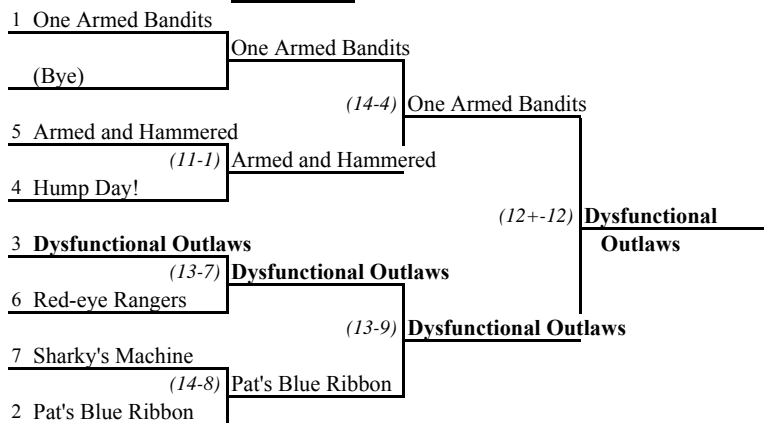 1 One Armed Bandits
One Armed Bandits
(Bye)
(14-4) One Armed Bandits
5 Armed and Hammered
(11-1) Armed and Hammered
4 Hump Day!
(12+-12) Dysfunctional
Outlaws
3 Dysfunctional Outlaws
(13-7) Dysfunctional Outlaws
6 Red-eye Rangers
(13-9) Dysfunctional Outlaws
7 Sharky's Machine
(14-8) Pat's Blue Ribbon
2 Pat's Blue Ribbon